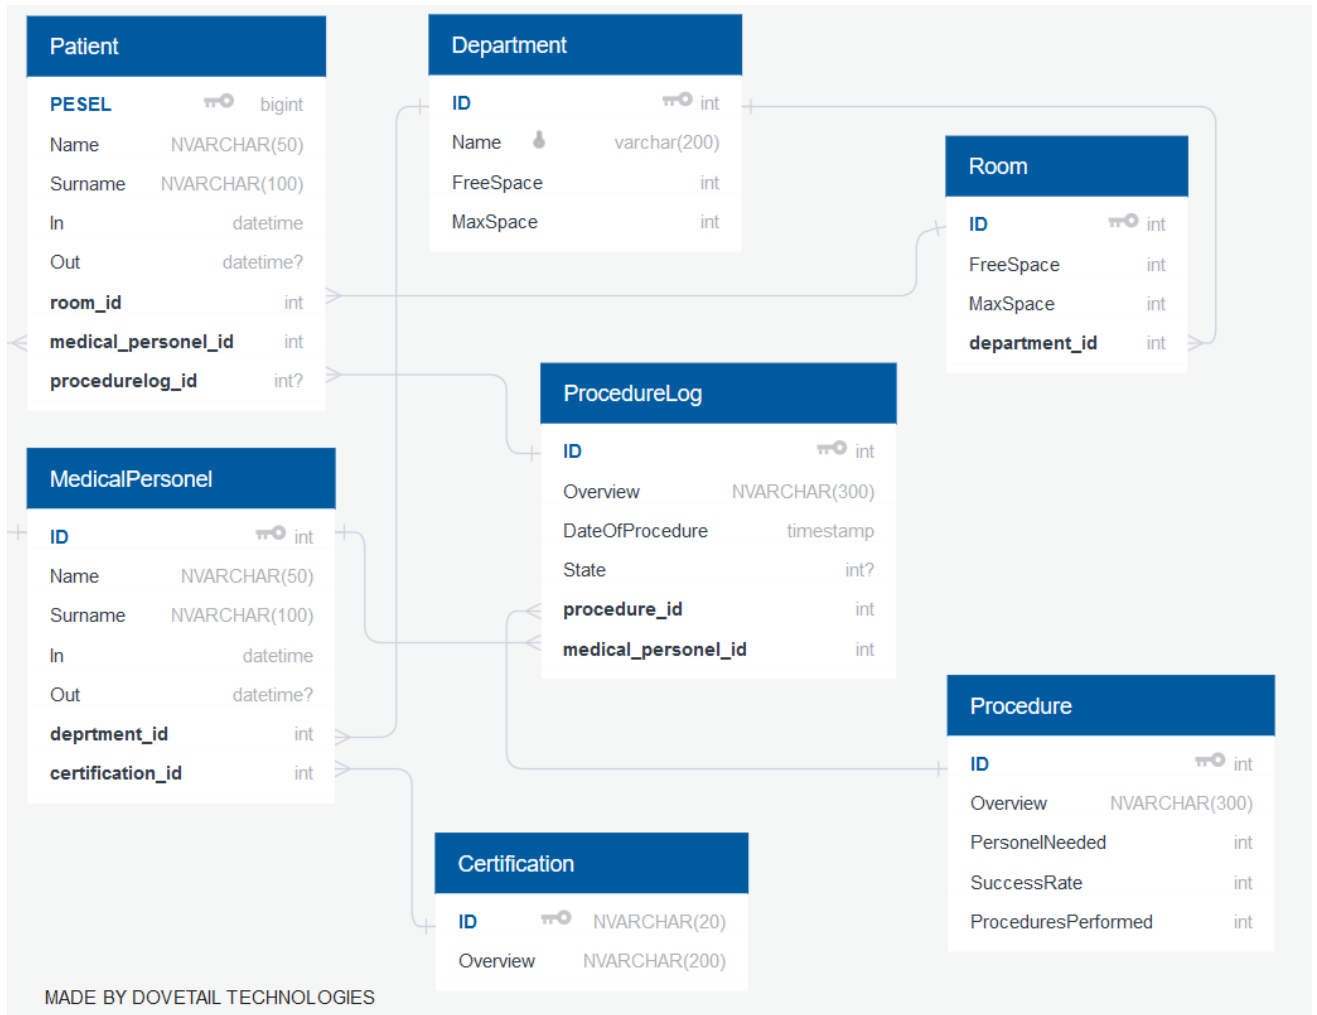 Patient
PESEL bigint
Name NVARCHAR(50)
Surname NVARCHAR(100)
In datetime
Out datetime?
room_id int
medical_personel_id int
procedurelog_id int?
Department
ID int
Name varchar(200)
FreeSpace int
MaxSpace int
Room
ID int
FreeSpace int
MaxSpace int
department_id int
ProcedureLog
ID int
Overview NVARCHAR(300)
DateOfProcedure timestamp
State int?
procedure_id int
medical_personel_id int
MedicalPersonel
ID int
Name NVARCHAR(50)
Surname NVARCHAR(100)
In datetime
Out datetime?
deprtment_id int
certification_id int
Procedure
ID int
Overview NVARCHAR(300)
PersonelNeeded int
SuccessRate int
ProceduresPerformed int
Certification
ID NVARCHAR(20)
Overview NVARCHAR(200)
MADE BY DOVETAIL TECHNOLOGIES